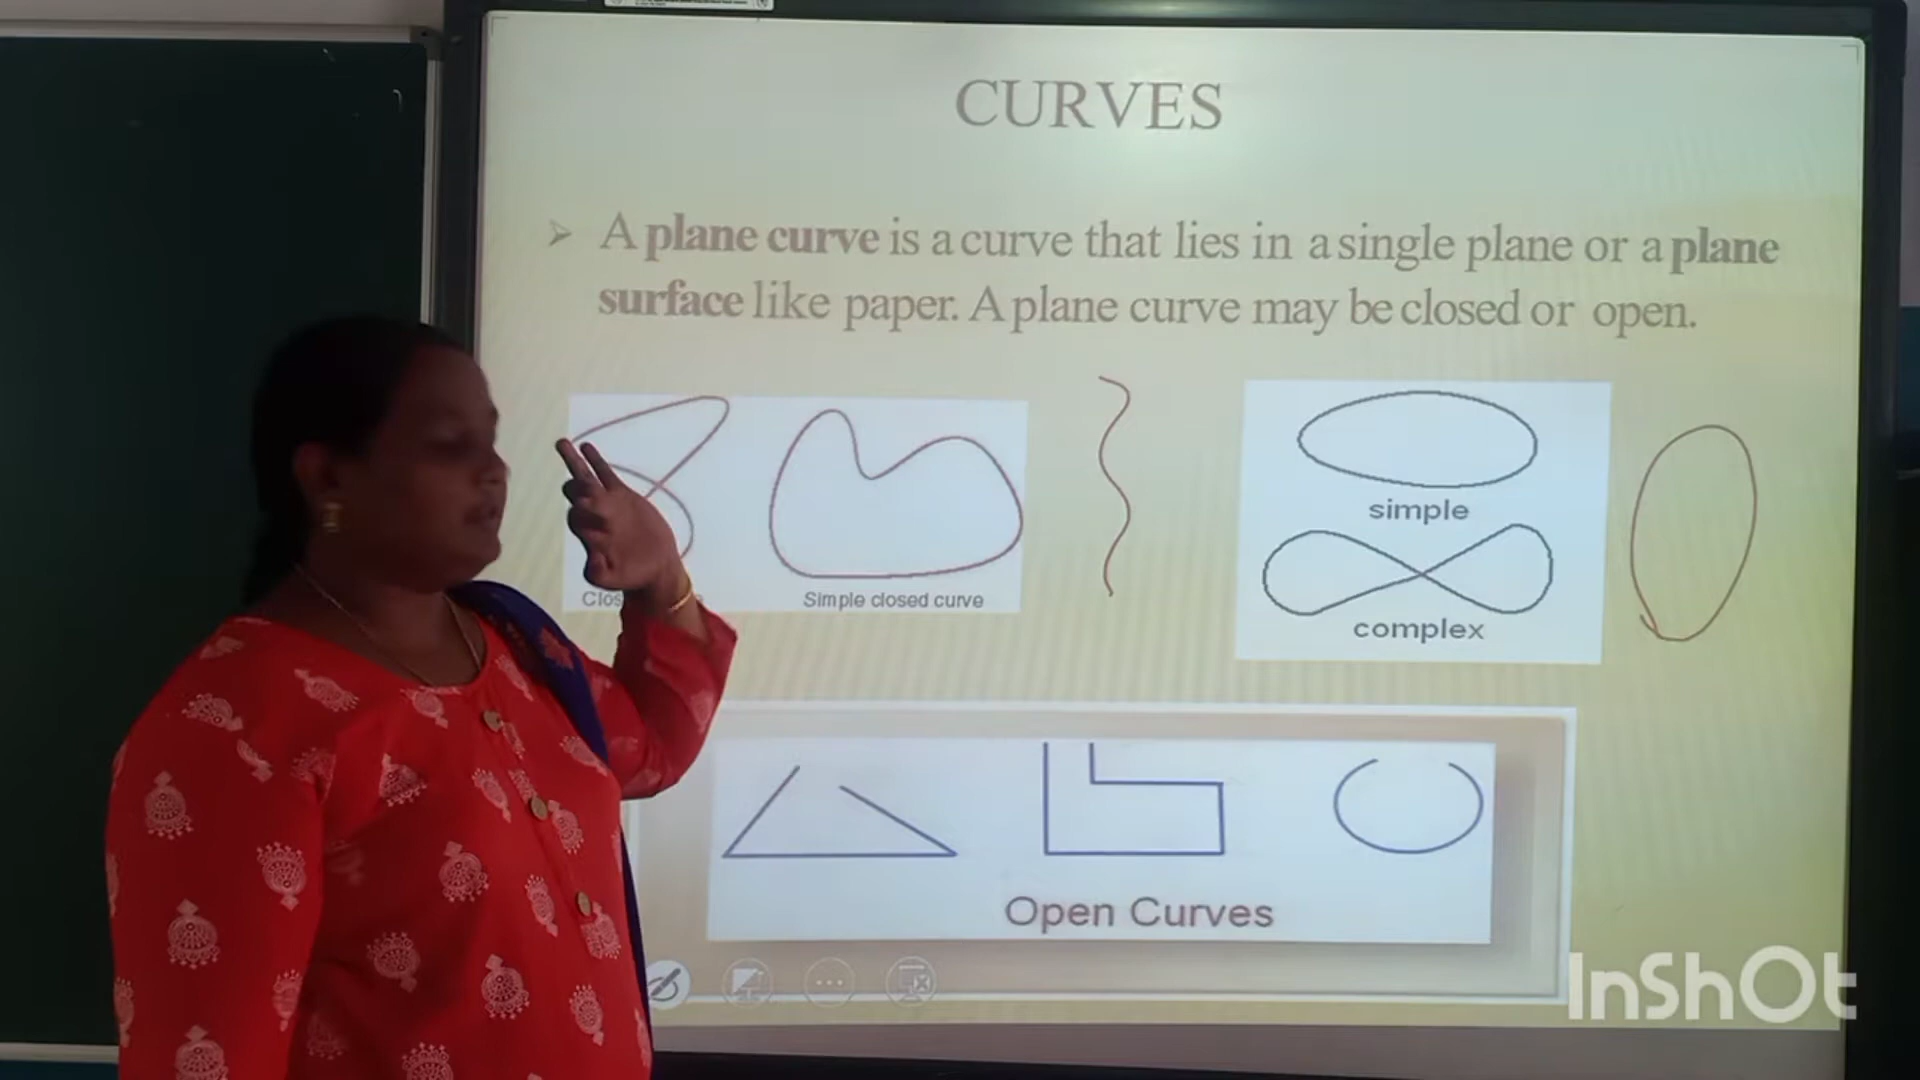 CURVES
➢ A plane curve is a curve that lies in a single plane or a plane
surface like paper. A plane curve may be closed or open.
Simple closed curve
simple
complex
Open Curves
InShOt